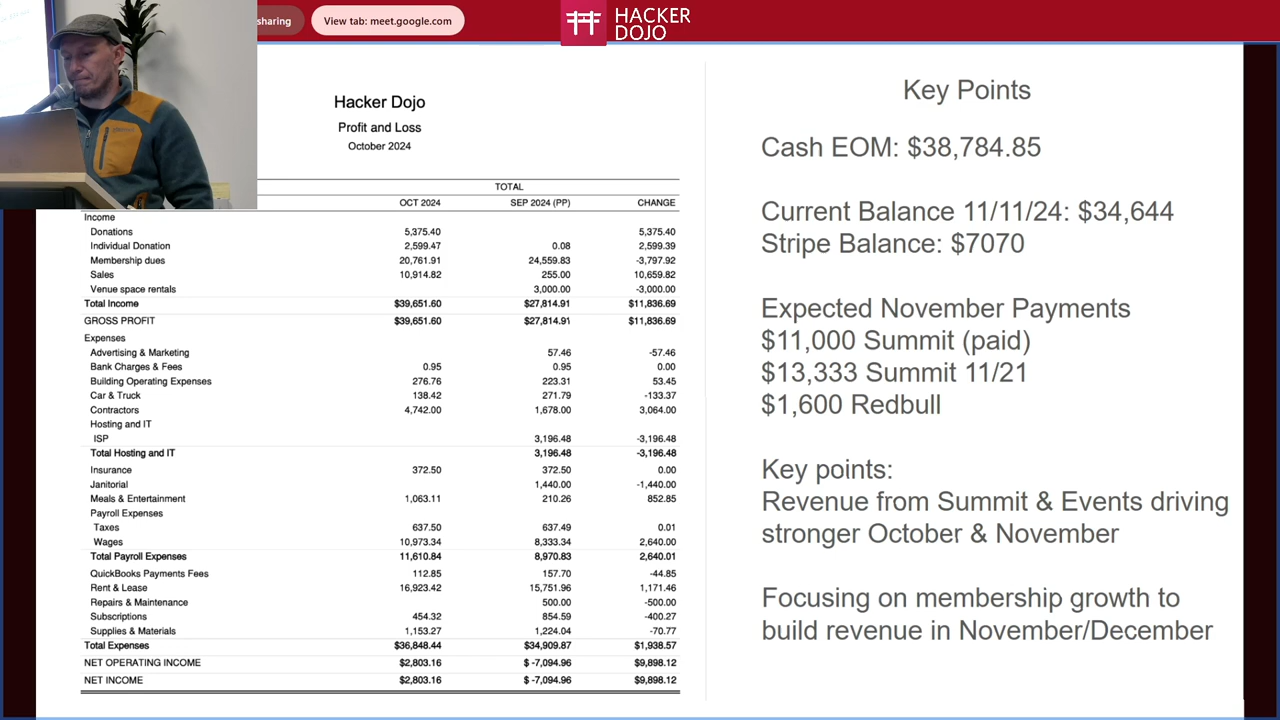 sharing
View tab: meet.google.com
HACKER
DOJO
Hacker Dojo
Profit and Loss
October 2024
TOTAL
OCT 2024 SEP 2024 (PP) CHANGE
Income
Donations 5,375.40 5,375.40
Individual Donation 2,599.47 0.08 2,599.39
Membership dues 20,761.91 24,559.83 -3,797.92
Sales 10,914.82 255.00 10,659.82
Venue space rentals 3,000.00 -3,000.00
Total Income $39,651.60 $27,814.91 $11,836.69
GROSS PROFIT $39,651.60 $27,814.91 $11,836.69
Expenses
Advertising & Marketing 57.46 -57.46
Bank Charges & Fees 0.95 0.95 0.00
Building Operating Expenses 276.76 223.31 53.45
Car & Truck 138.42 271.79 -133.37
Contractors 4,742.00 1,678.00 3,064.00
Hosting and IT
ISP 3,196.48 -3,196.48
Total Hosting and IT 3,196.48 -3,196.48
Insurance 372.50 372.50 0.00
Janitorial 1,440.00 -1,440.00
Meals & Entertainment 1,063.11 210.26 852.85
Payroll Expenses
Taxes 637.50 637.49 0.01
Wages 10,973.34 8,333.34 2,640.00
Total Payroll Expenses 11,610.84 8,970.83 2,640.01
QuickBooks Payments Fees 112.85 157.70 -44.85
Rent & Lease 16,923.42 15,751.96 1,171.46
Repairs & Maintenance 500.00 -500.00
Subscriptions 454.32 854.59 -400.27
Supplies & Materials 1,153.27 1,224.04 -70.77
Total Expenses $36,848.44 $34,909.87 $1,938.57
NET OPERATING INCOME $2,803.16 $ -7,094.96 $9,898.12
NET INCOME $2,803.16 $ -7,094.96 $9,898.12
Key Points
Cash EOM: $38,784.85
Current Balance 11/11/24: $34,644
Stripe Balance: $7070
Expected November Payments
$11,000 Summit (paid)
$13,333 Summit 11/21
$1,600 Redbull
Key points:
Revenue from Summit & Events driving
stronger October & November
Focusing on membership growth to
build revenue in November/December